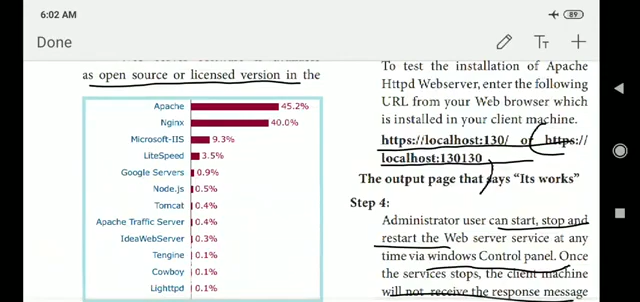 6:02 AM
89
Done
Tт
as open source or licensed version in the
Apache 45.2%
Nginx 40.0%
Microsoft-IIS 9.3%
LiteSpeed 3.5%
Google Servers 0.9%
Node.js 0.5%
Tomcat 0.4%
Apache Traffic Server 0.4%
IdeaWebServer 0.3%
Tengine 0.1%
Cowboy 0.1%
Lighttpd 0.1%
To test the installation of Apache
Httpd Webserver, enter the following
URL from your Web browser which
is installed in your client machine.
https://localhost:130/ or https://
localhost:130130
The output page that says “Its works”
Step 4:
Administrator user can start, stop and
restart the Web server service at any
time via windows Control panel. Once
the services stops, the client machine
will not receive the response message